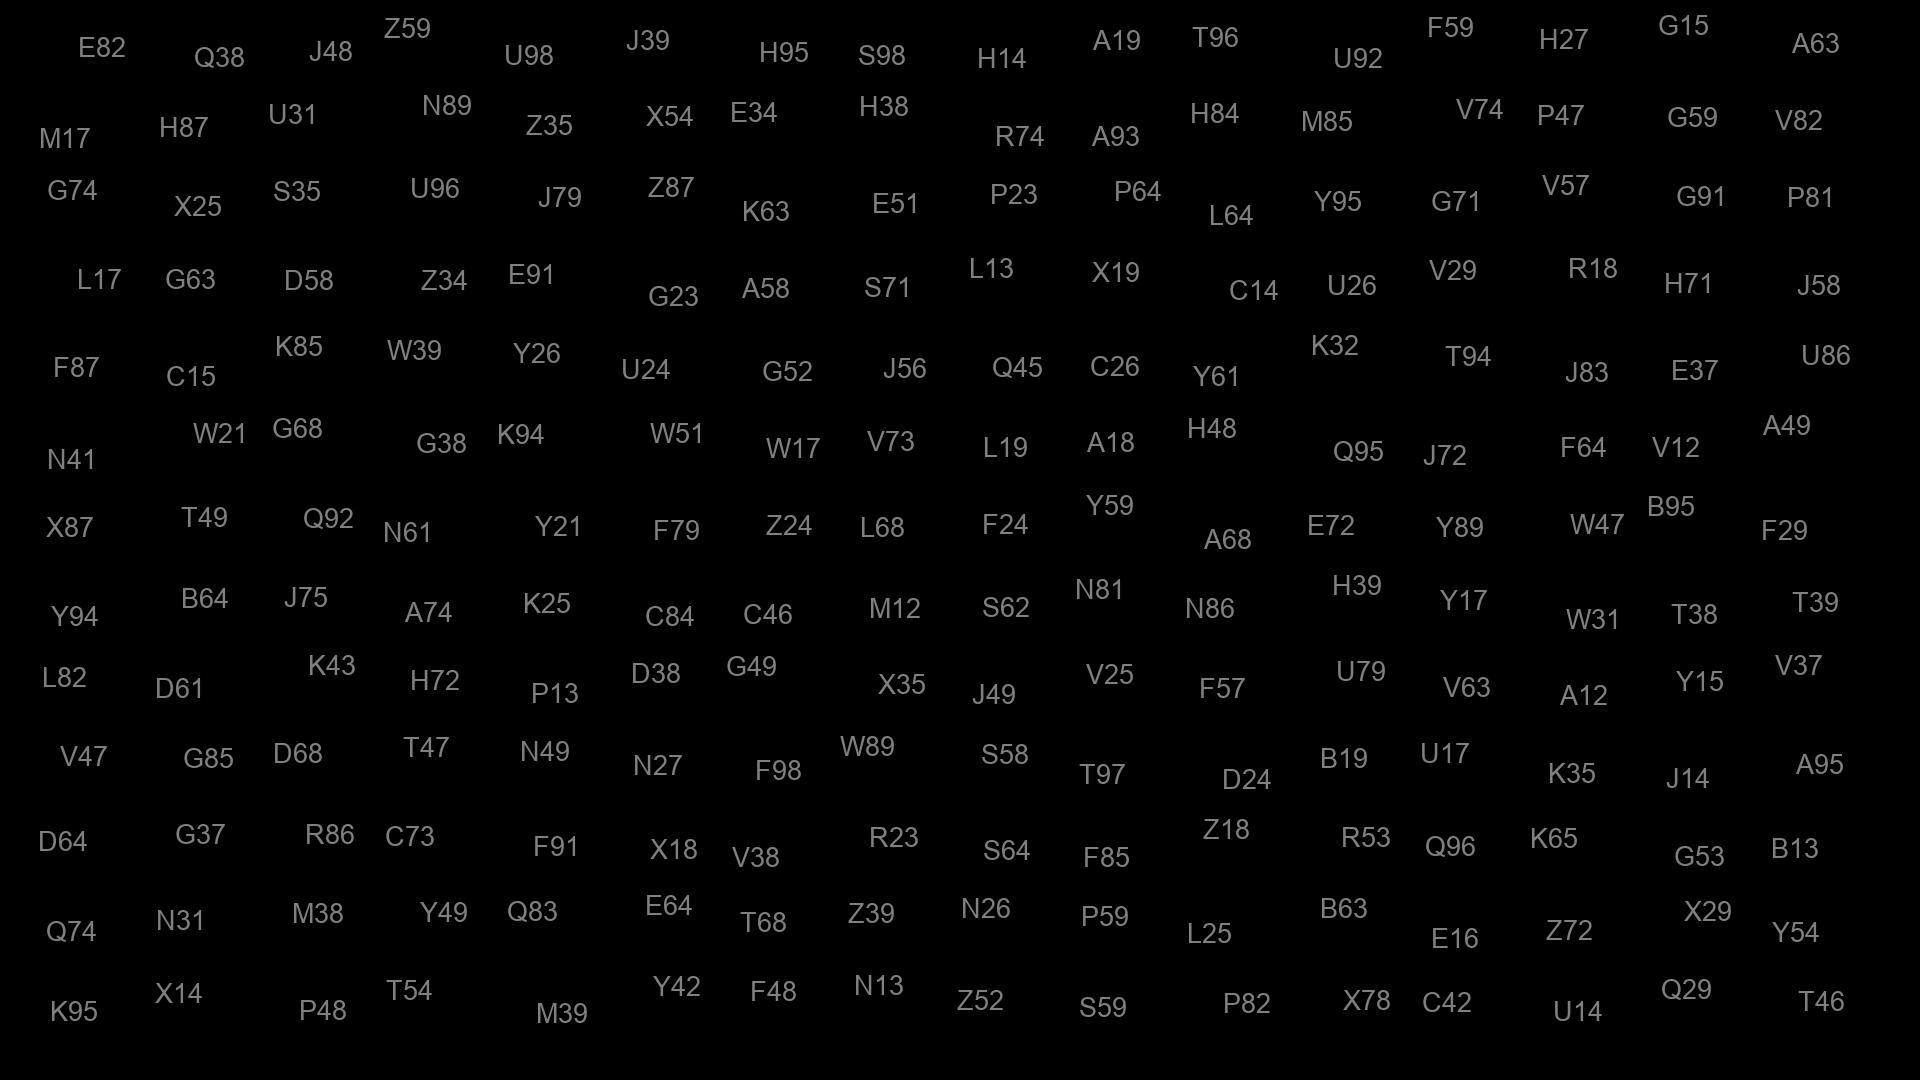 E82 Q38 J48 Z59 U98 J39 H95 S98 H14 A19 T96 U92 F59 H27 G15 A63
M17 H87 U31 N89 Z35 X54 E34 H38 R74 A93 H84 M85 V74 P47 G59 V82
G74 X25 S35 U96 J79 Z87 K63 E51 P23 P64 L64 Y95 G71 V57 G91 P81
L17 G63 D58 Z34 E91 G23 A58 S71 L13 X19 C14 U26 V29 R18 H71 J58
F87 C15 K85 W39 Y26 U24 G52 J56 Q45 C26 Y61 K32 T94 J83 E37 U86
N41 W21 G68 G38 K94 W51 W17 V73 L19 A18 H48 Q95 J72 F64 V12 A49
X87 T49 Q92 N61 Y21 F79 Z24 L68 F24 Y59 A68 E72 Y89 W47 B95 F29
Y94 B64 J75 A74 K25 C84 C46 M12 S62 N81 N86 H39 Y17 W31 T38 T39
L82 D61 K43 H72 P13 D38 G49 X35 J49 V25 F57 U79 V63 A12 Y15 V37
V47 G85 D68 T47 N49 N27 F98 W89 S58 T97 D24 B19 U17 K35 J14 A95
D64 G37 R86 C73 F91 X18 V38 R23 S64 F85 Z18 R53 Q96 K65 G53 B13
Q74 N31 M38 Y49 Q83 E64 T68 Z39 N26 P59 L25 B63 E16 Z72 X29 Y54
K95 X14 P48 T54 M39 Y42 F48 N13 Z52 S59 P82 X78 C42 U14 Q29 T46